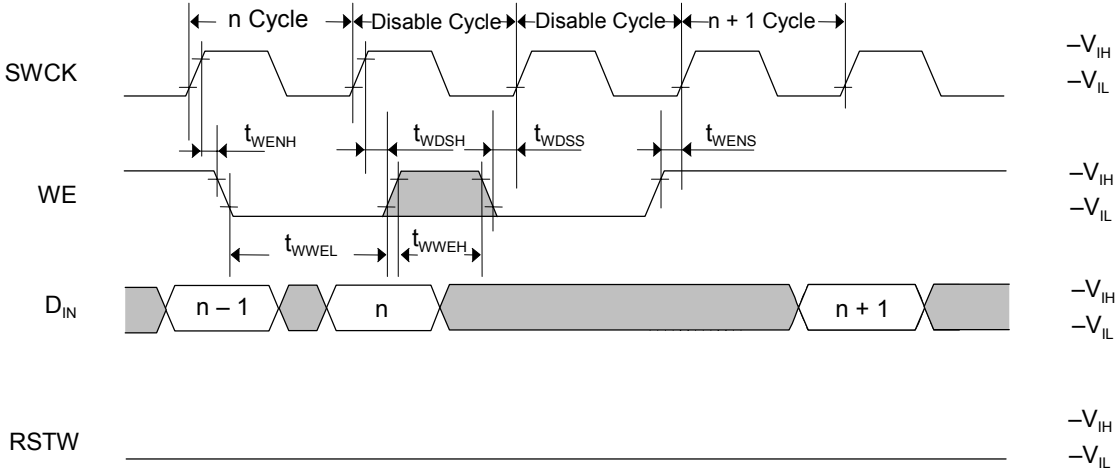 n Cycle Disable Cycle Disable Cycle n + 1 Cycle
SWCK
–V_IH
–V_IL
t_WENH t_WDSH t_WDSS t_WENS
WE
–V_IH
–V_IL
t_WWEL t_WWEH
D_IN
n – 1 n n + 1
–V_IH
–V_IL
RSTW
–V_IH
–V_IL